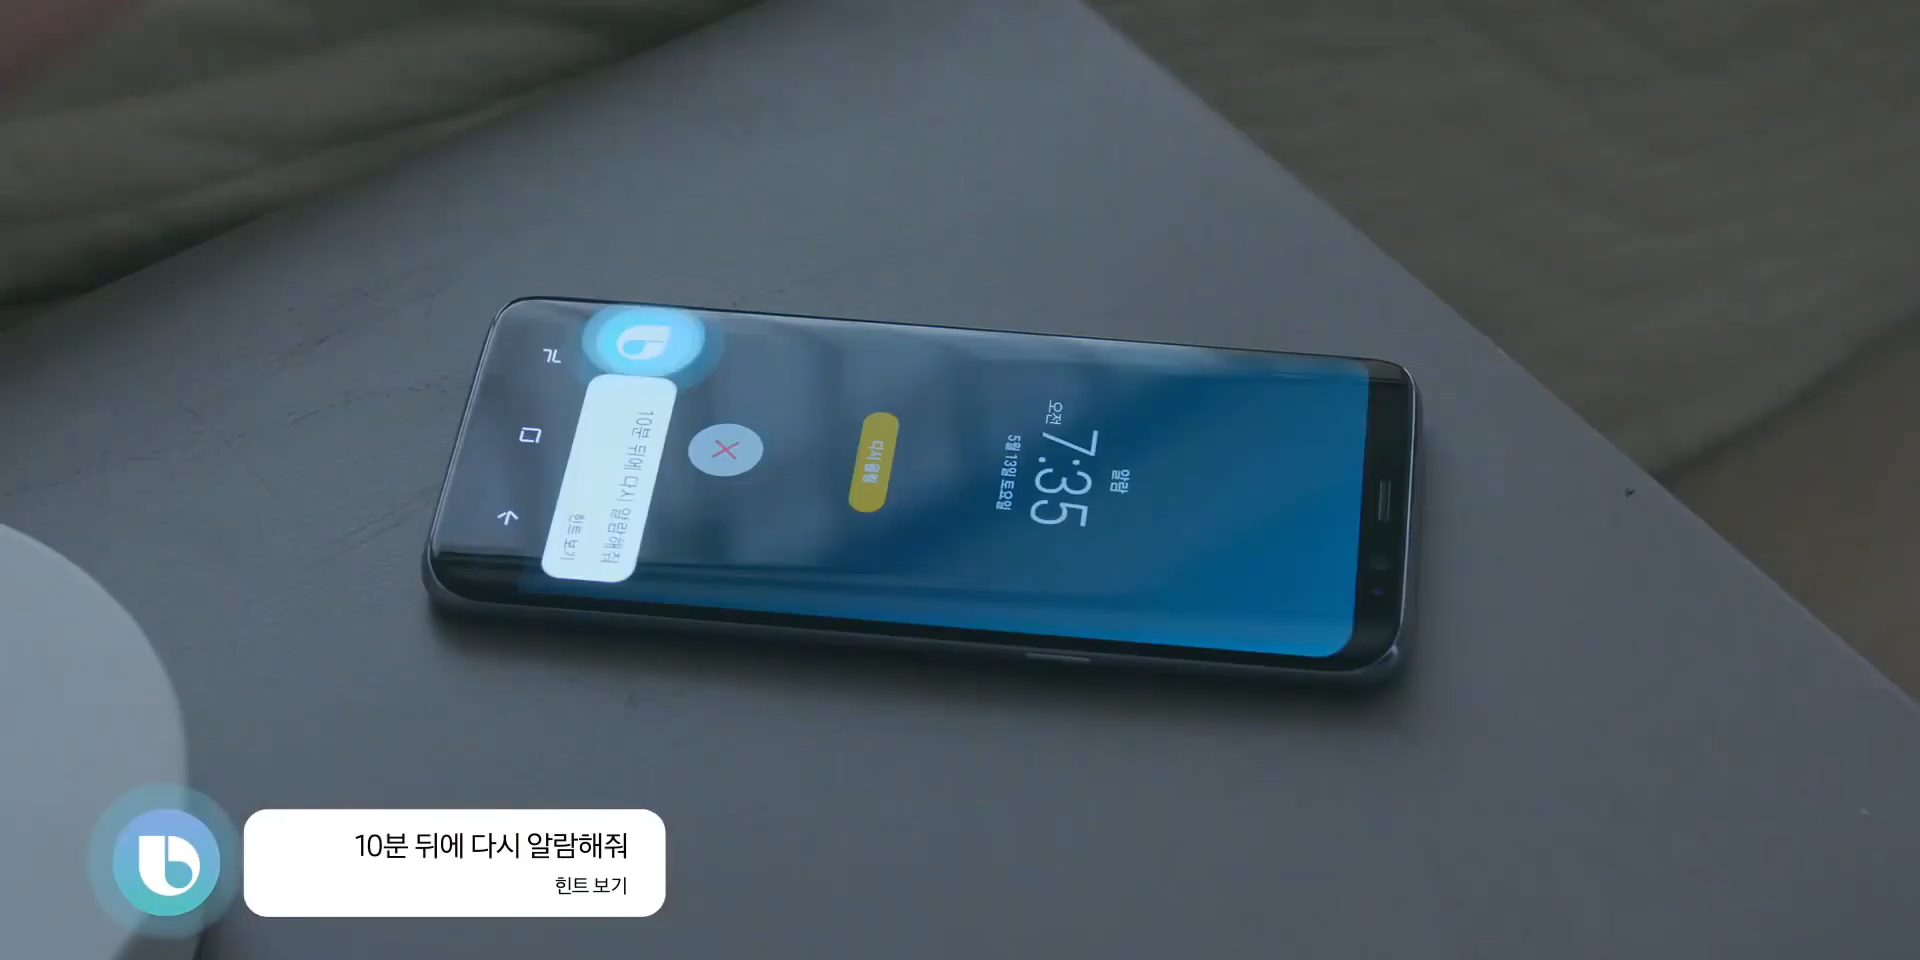 알람
오전 7:35
5월 13일 토요일
다시 울림
10분 뒤에 다시 알람해줘
힌트 보기
10분 뒤에 다시 알람해줘
힌트 보기